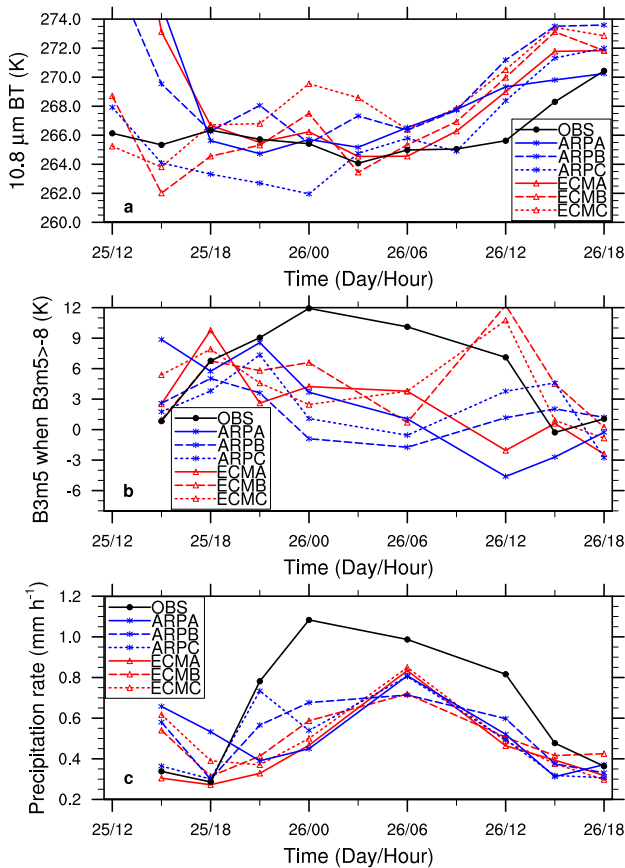 274.0
272.0
270.0
268.0
266.0
264.0
262.0
260.0
10.8 µm BT (K)
a
OBS
ARPA
ARPB
ARPC
ECMA
ECMB
ECMC
25/12 25/18 26/00 26/06 26/12 26/18
Time (Day/Hour)
12
9
6
3
0
-3
-6
B3m5 when B3m5>-8 (K)
b
OBS
ARPA
ARPB
ARPC
ECMA
ECMB
ECMC
25/12 25/18 26/00 26/06 26/12 26/18
Time (Day/Hour)
1.2
1.0
0.8
0.6
0.4
0.2
Precipitation rate (mm h⁻¹)
c
OBS
ARPA
ARPB
ARPC
ECMA
ECMB
ECMC
25/12 25/18 26/00 26/06 26/12 26/18
Time (Day/Hour)